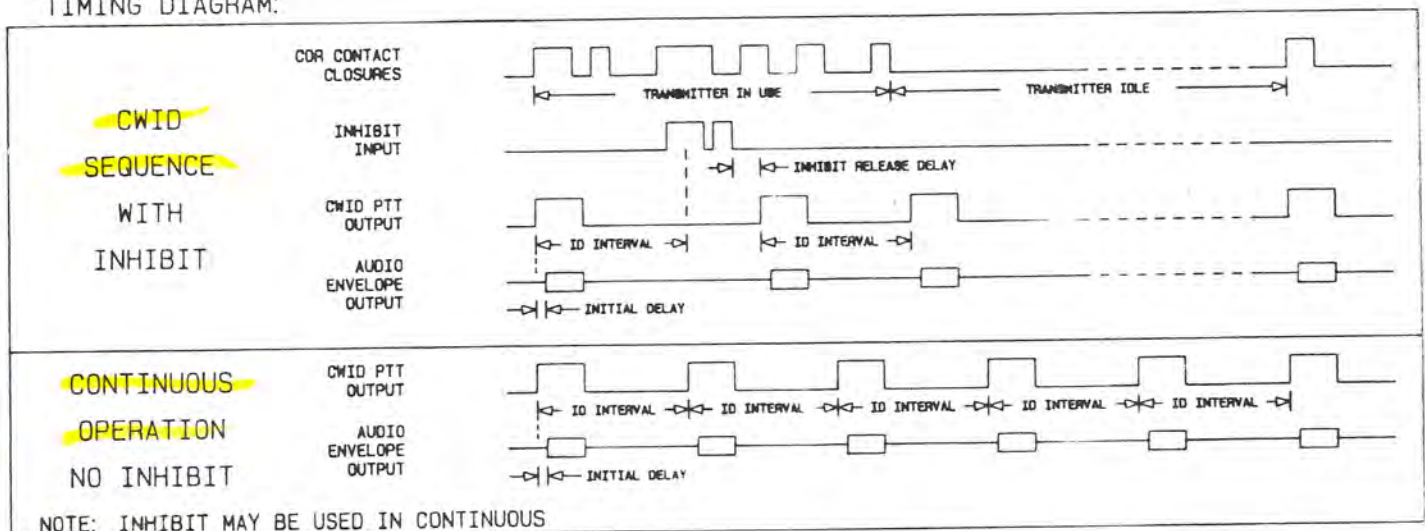 TIMING DIAGRAM:
COR CONTACT
CLOSURES
TRANSMITTER IN USE
TRANSMITTER IDLE
CWID
SEQUENCE
WITH
INHIBIT
INHIBIT
INPUT
INHIBIT RELEASE DELAY
CWID PTT
OUTPUT
ID INTERVAL
ID INTERVAL
AUDIO
ENVELOPE
OUTPUT
INITIAL DELAY
CONTINUOUS
OPERATION
NO INHIBIT
CWID PTT
OUTPUT
ID INTERVAL ID INTERVAL ID INTERVAL ID INTERVAL ID INTERVAL
AUDIO
ENVELOPE
OUTPUT
INITIAL DELAY
NOTE: INHIBIT MAY BE USED IN CONTINUOUS